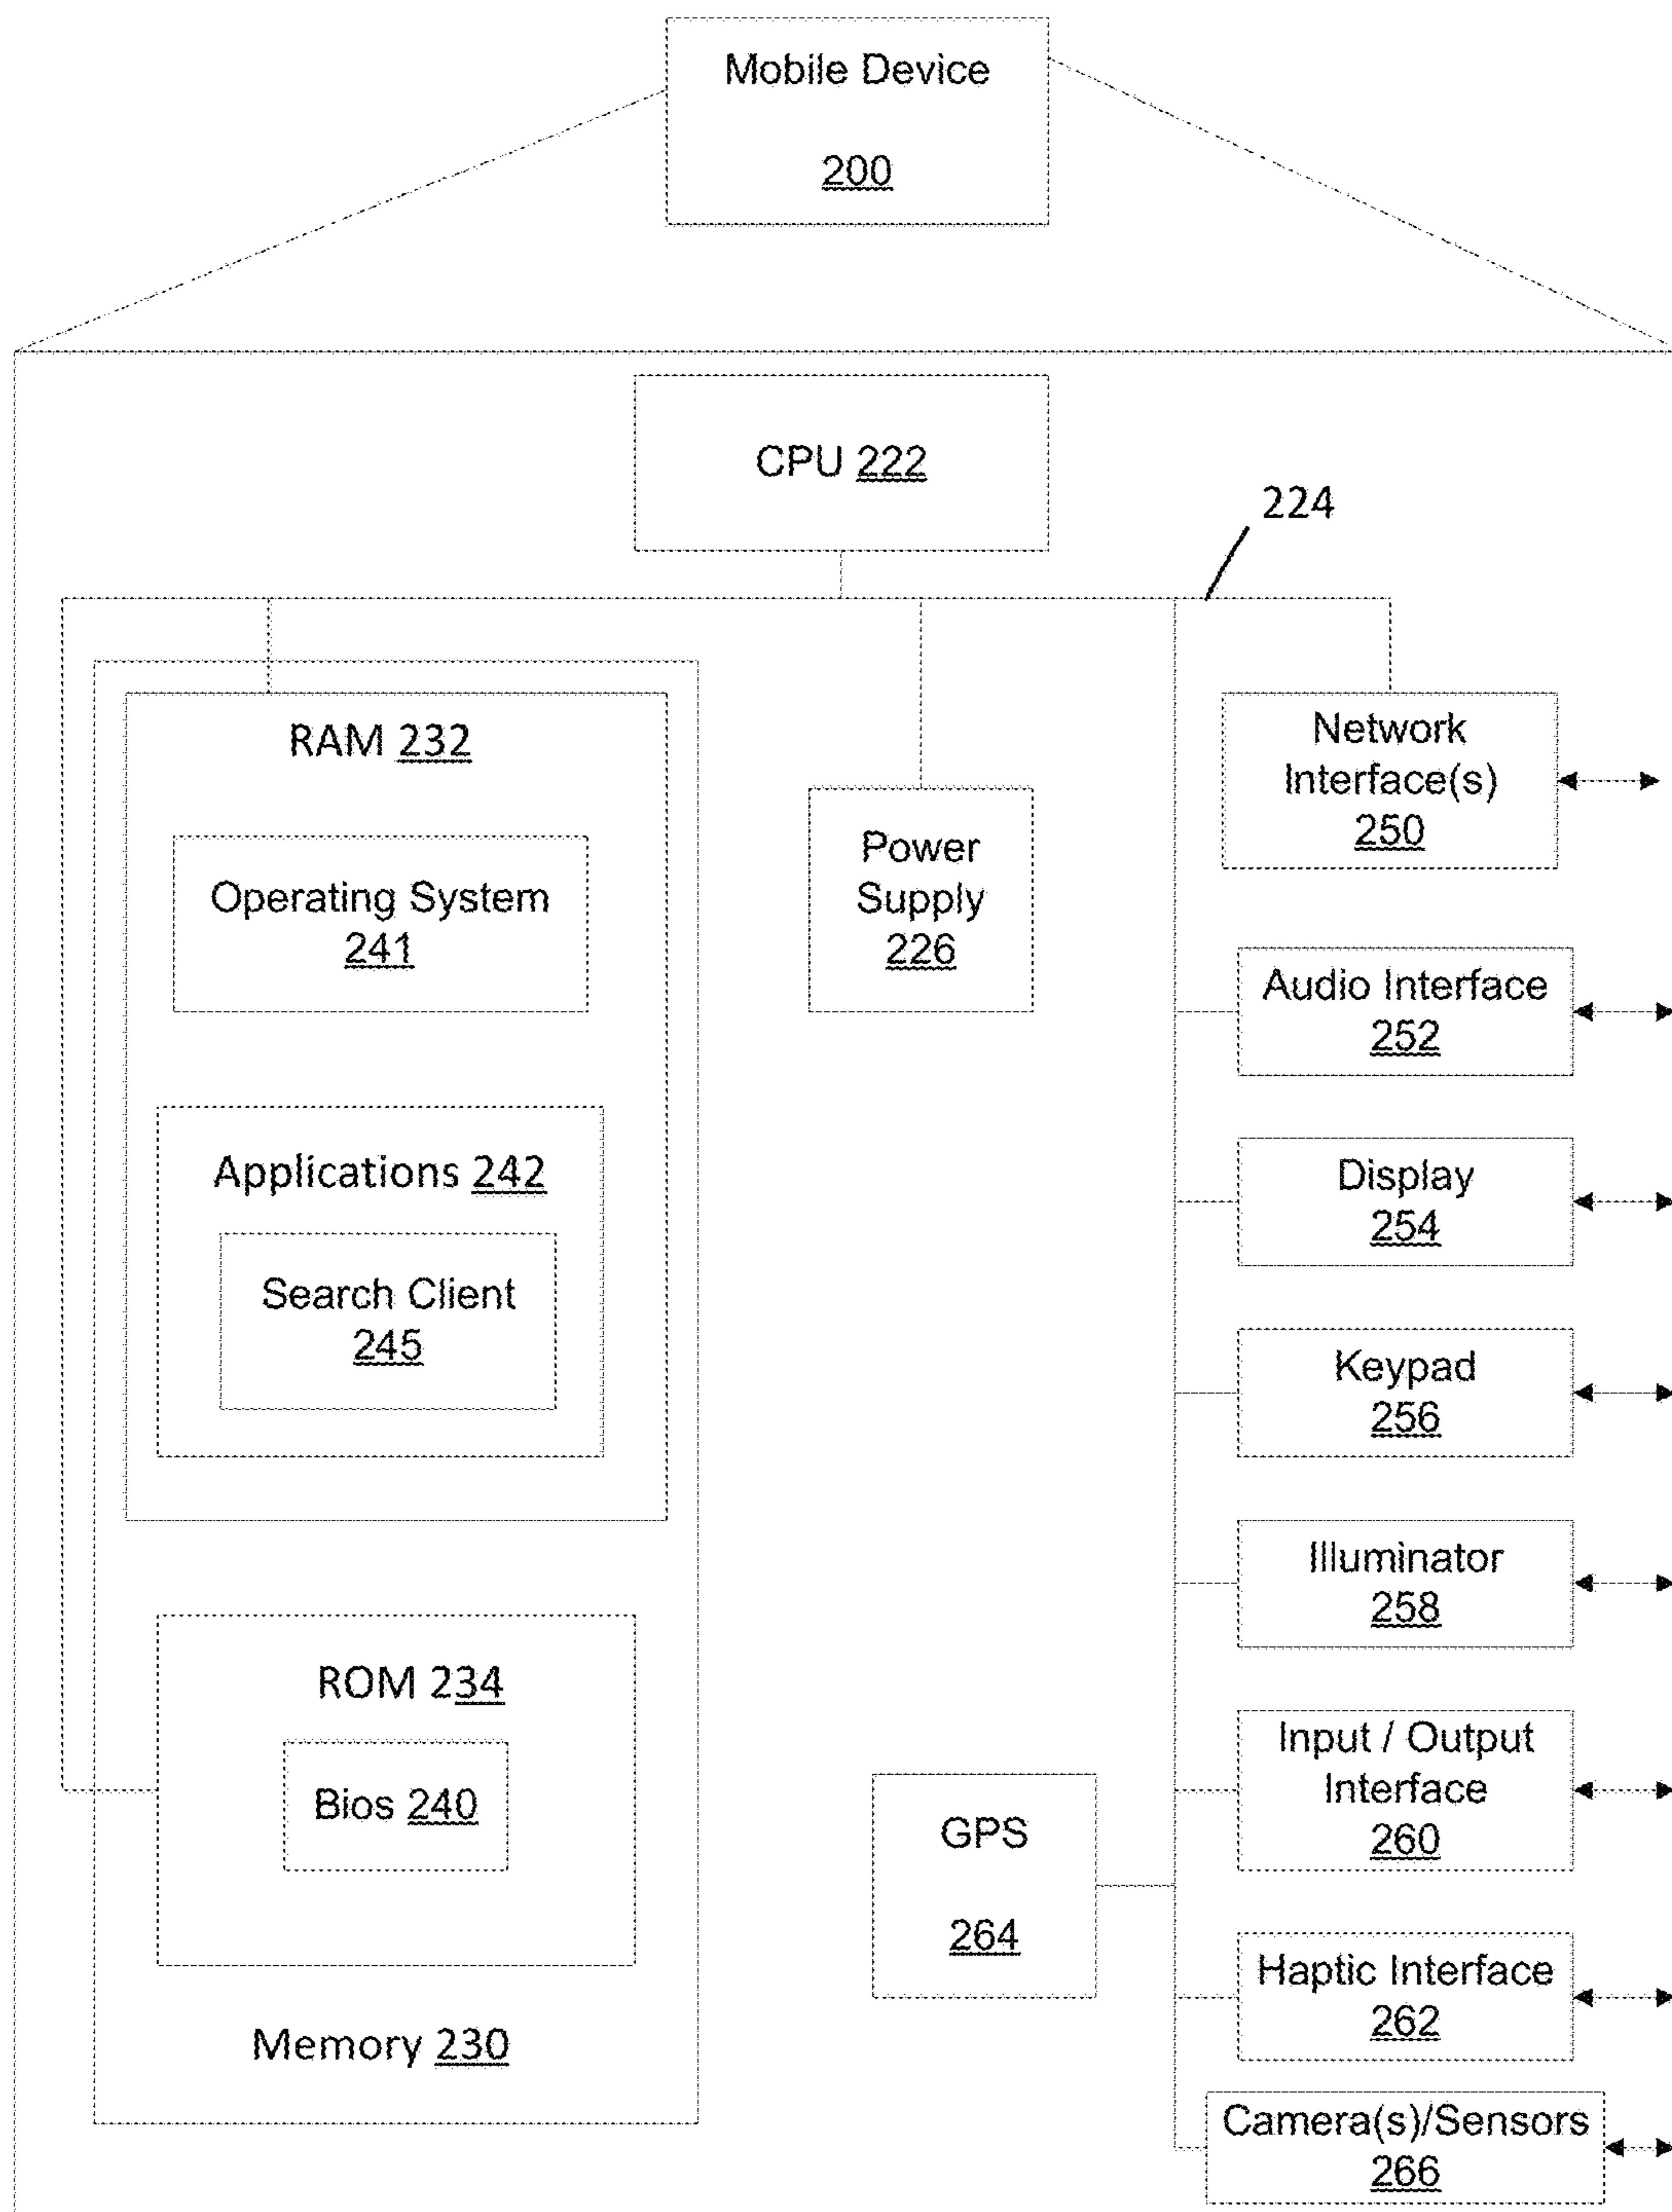 Mobile Device
200
CPU 222
224
RAM 232
Operating System
241
Applications 242
Search Client
245
ROM 234
Bios 240
Memory 230
Power
Supply
226
GPS
264
Network
Interface(s)
250
Audio Interface
252
Display
254
Keypad
256
Illuminator
258
Input / Output
Interface
260
Haptic Interface
262
Camera(s)/Sensors
266